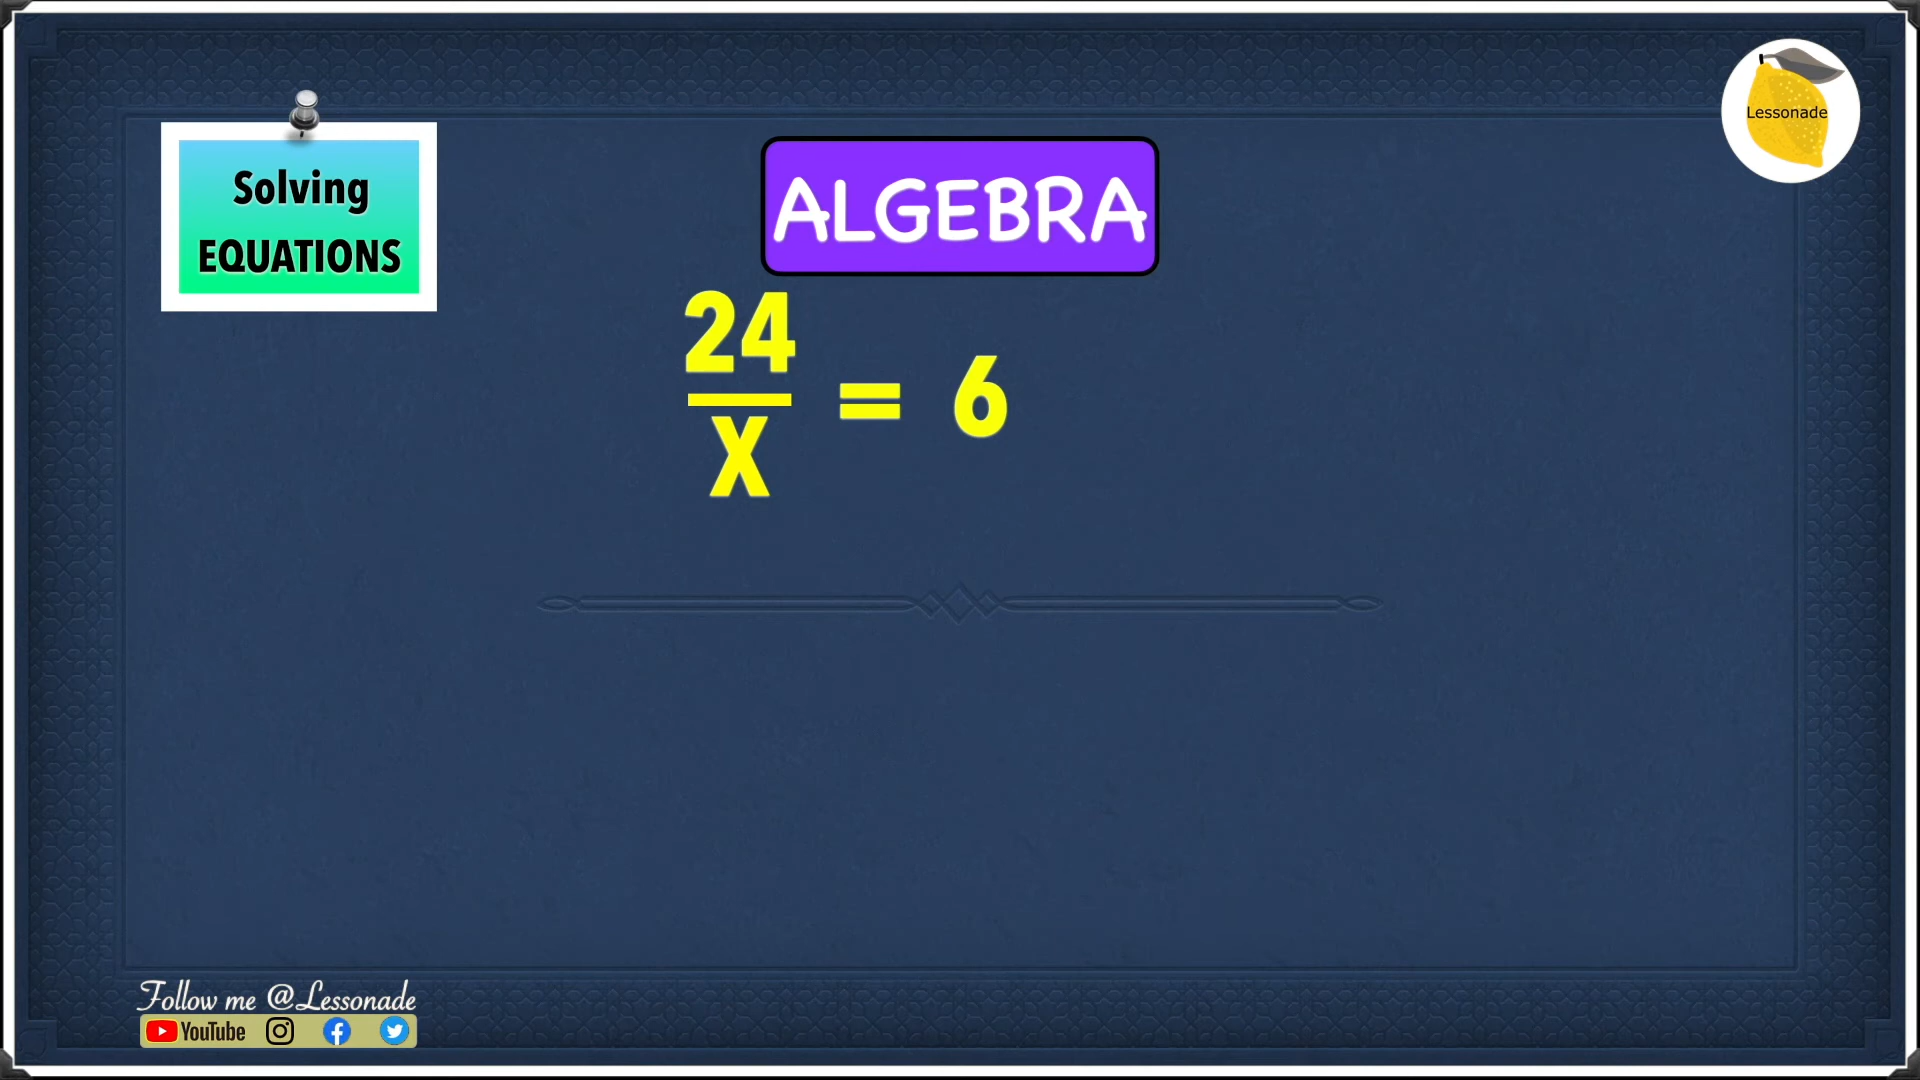 Solving
EQUATIONS
ALGEBRA
Lessonade
24
X
= 6
Follow me @Lessonade
YouTube